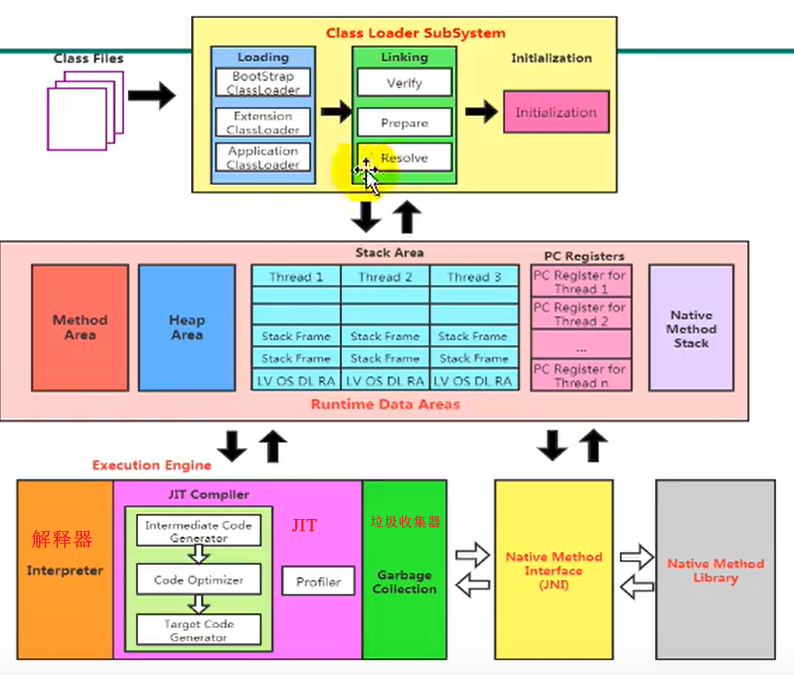 Class Loader SubSystem
Class Files
Loading
Linking
Initialization
BootStrap
ClassLoader
Verify
Extension
ClassLoader
Prepare
Initialization
Application
ClassLoader
Resolve
Stack Area
PC Registers
Method
Area
Heap
Area
Thread 1
Thread 2
Thread 3
Stack Frame
Stack Frame
Stack Frame
Stack Frame
Stack Frame
Stack Frame
LV OS DL RA
LV OS DL RA
LV OS DL RA
PC Register for
Thread 1
PC Register for
Thread 2
...
PC Register for
Thread n
Native
Method
Stack
Runtime Data Areas
Execution Engine
解释器
Interpreter
JIT Compiler
Intermediate Code
Generator
Code Optimizer
Target Code
Generator
JIT
Profiler
垃圾收集器
Garbage
Collection
Native Method
Interface
(JNI)
Native Method
Library